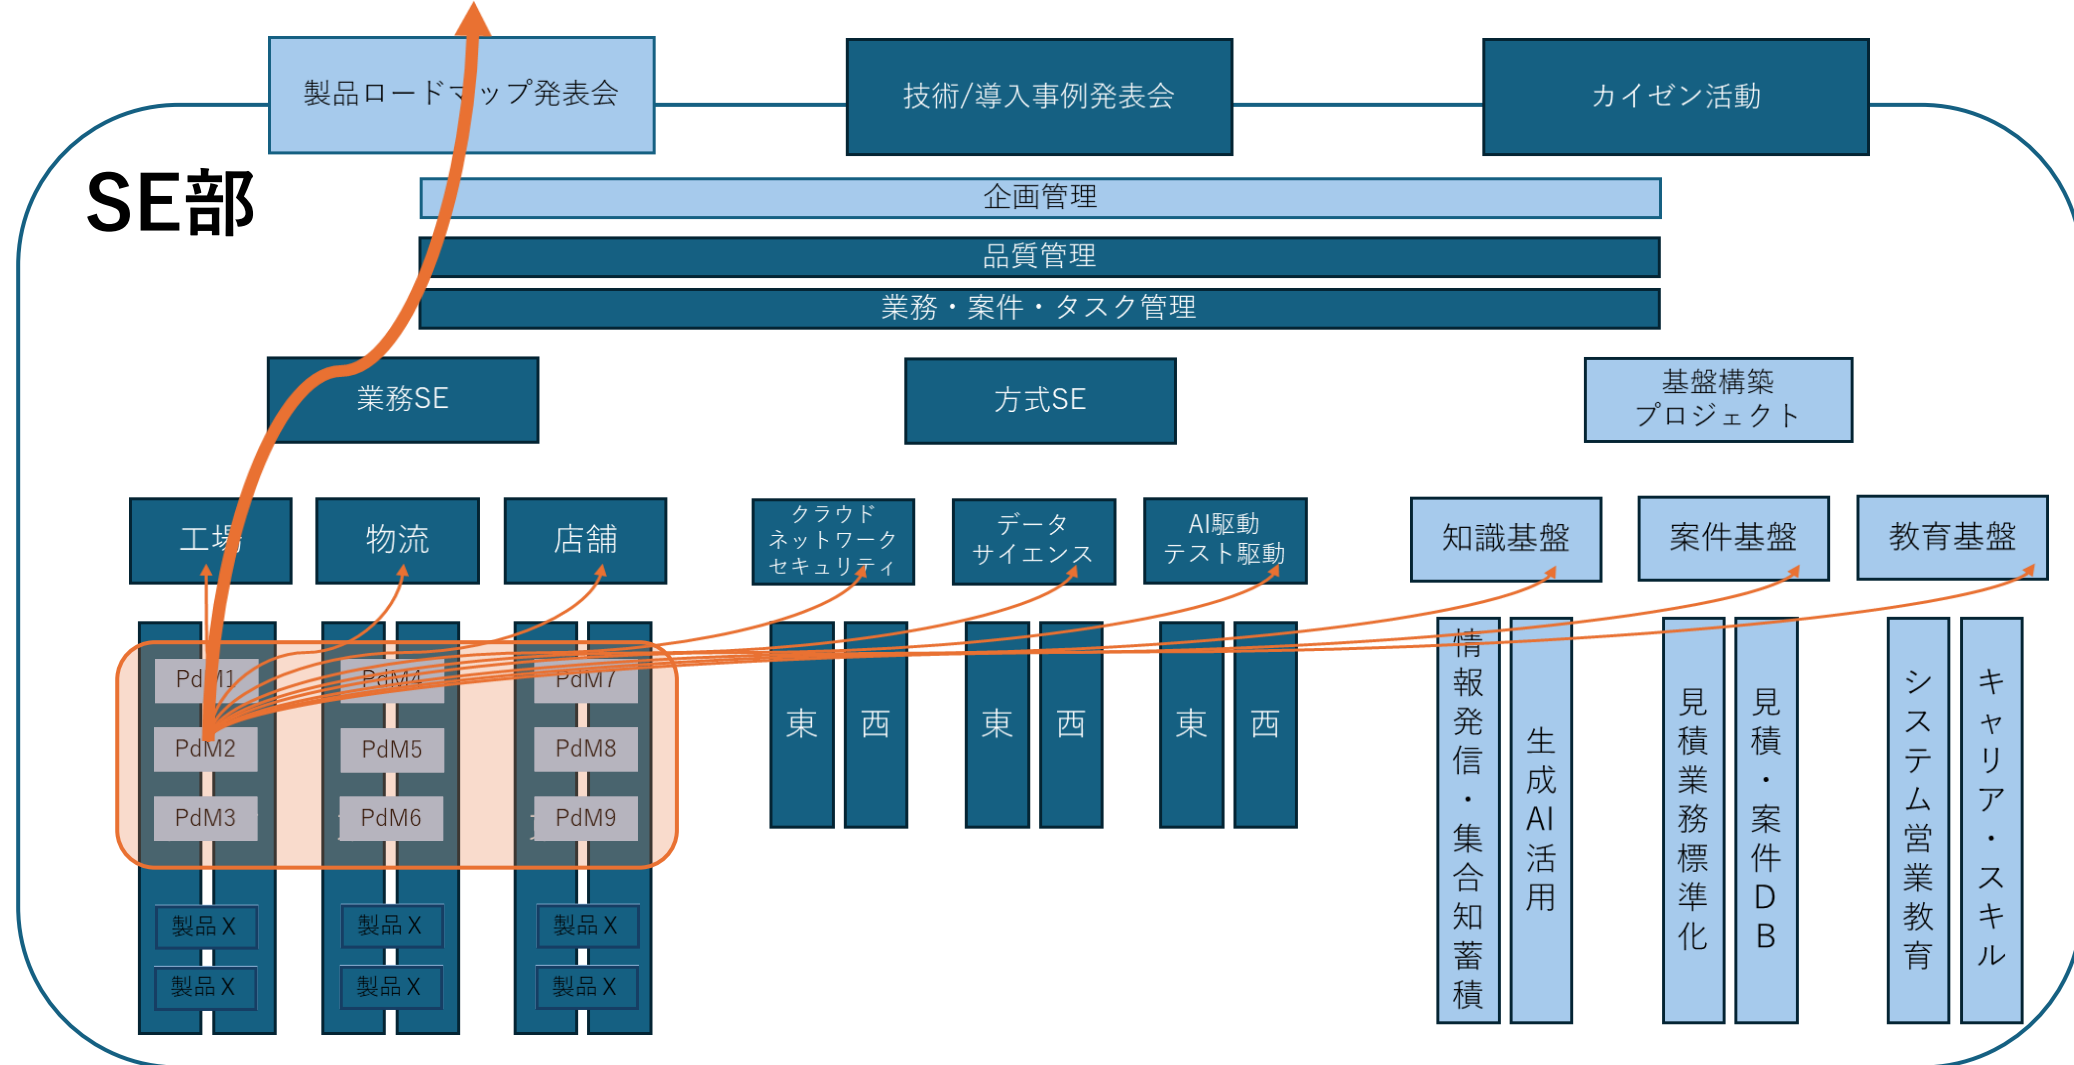 製品ロードマップ発表会
技術/導入事例発表会
カイゼン活動
SE部
企画管理
品質管理
業務・案件・タスク管理
業務SE
方式SE
基盤構築
プロジェクト
工場
物流
店舗
クラウド
ネットワーク
セキュリティ
データ
サイエンス
AI駆動
テスト駆動
知識基盤
案件基盤
教育基盤
PdM1
PdM4
PdM7
PdM2
PdM5
PdM8
PdM3
PdM6
PdM9
製品X
製品X
製品X
製品X
製品X
製品X
東
西
東
西
東
西
情報発信・集合知蓄積
生成AI活用
見積業務標準化
見積・案件DB
システム営業教育
キャリア・スキル